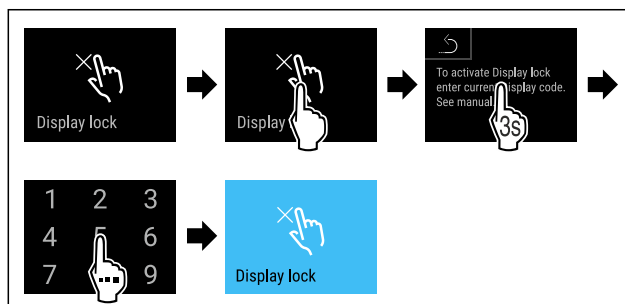 Display lock
Display
To activate Display lock
enter current display code.
See manual
3s
1 2 3
4 5 6
7 9
Display lock